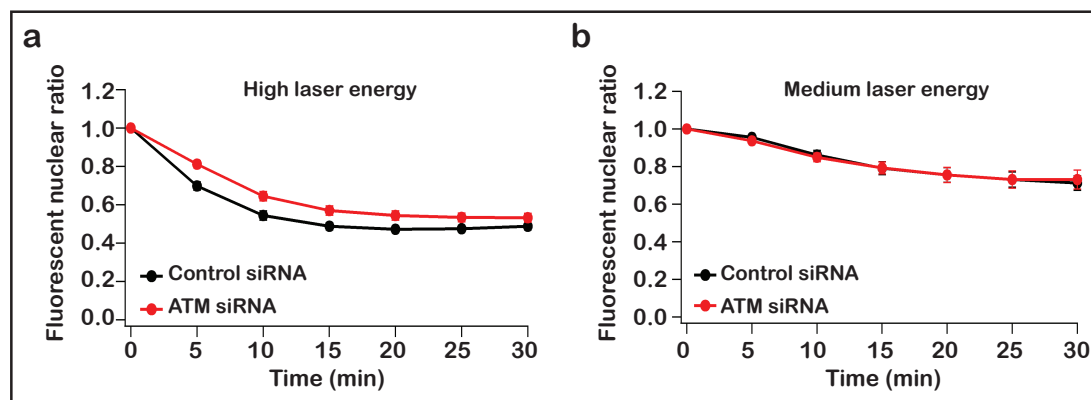 a
High laser energy
Fluorescent nuclear ratio
1.2
1.0
0.8
0.6
0.4
0.2
0.0
Control siRNA
ATM siRNA
0 5 10 15 20 25 30
Time (min)
b
Medium laser energy
Fluorescent nuclear ratio
1.2
1.0
0.8
0.6
0.4
0.2
0.0
Control siRNA
ATM siRNA
0 5 10 15 20 25 30
Time (min)